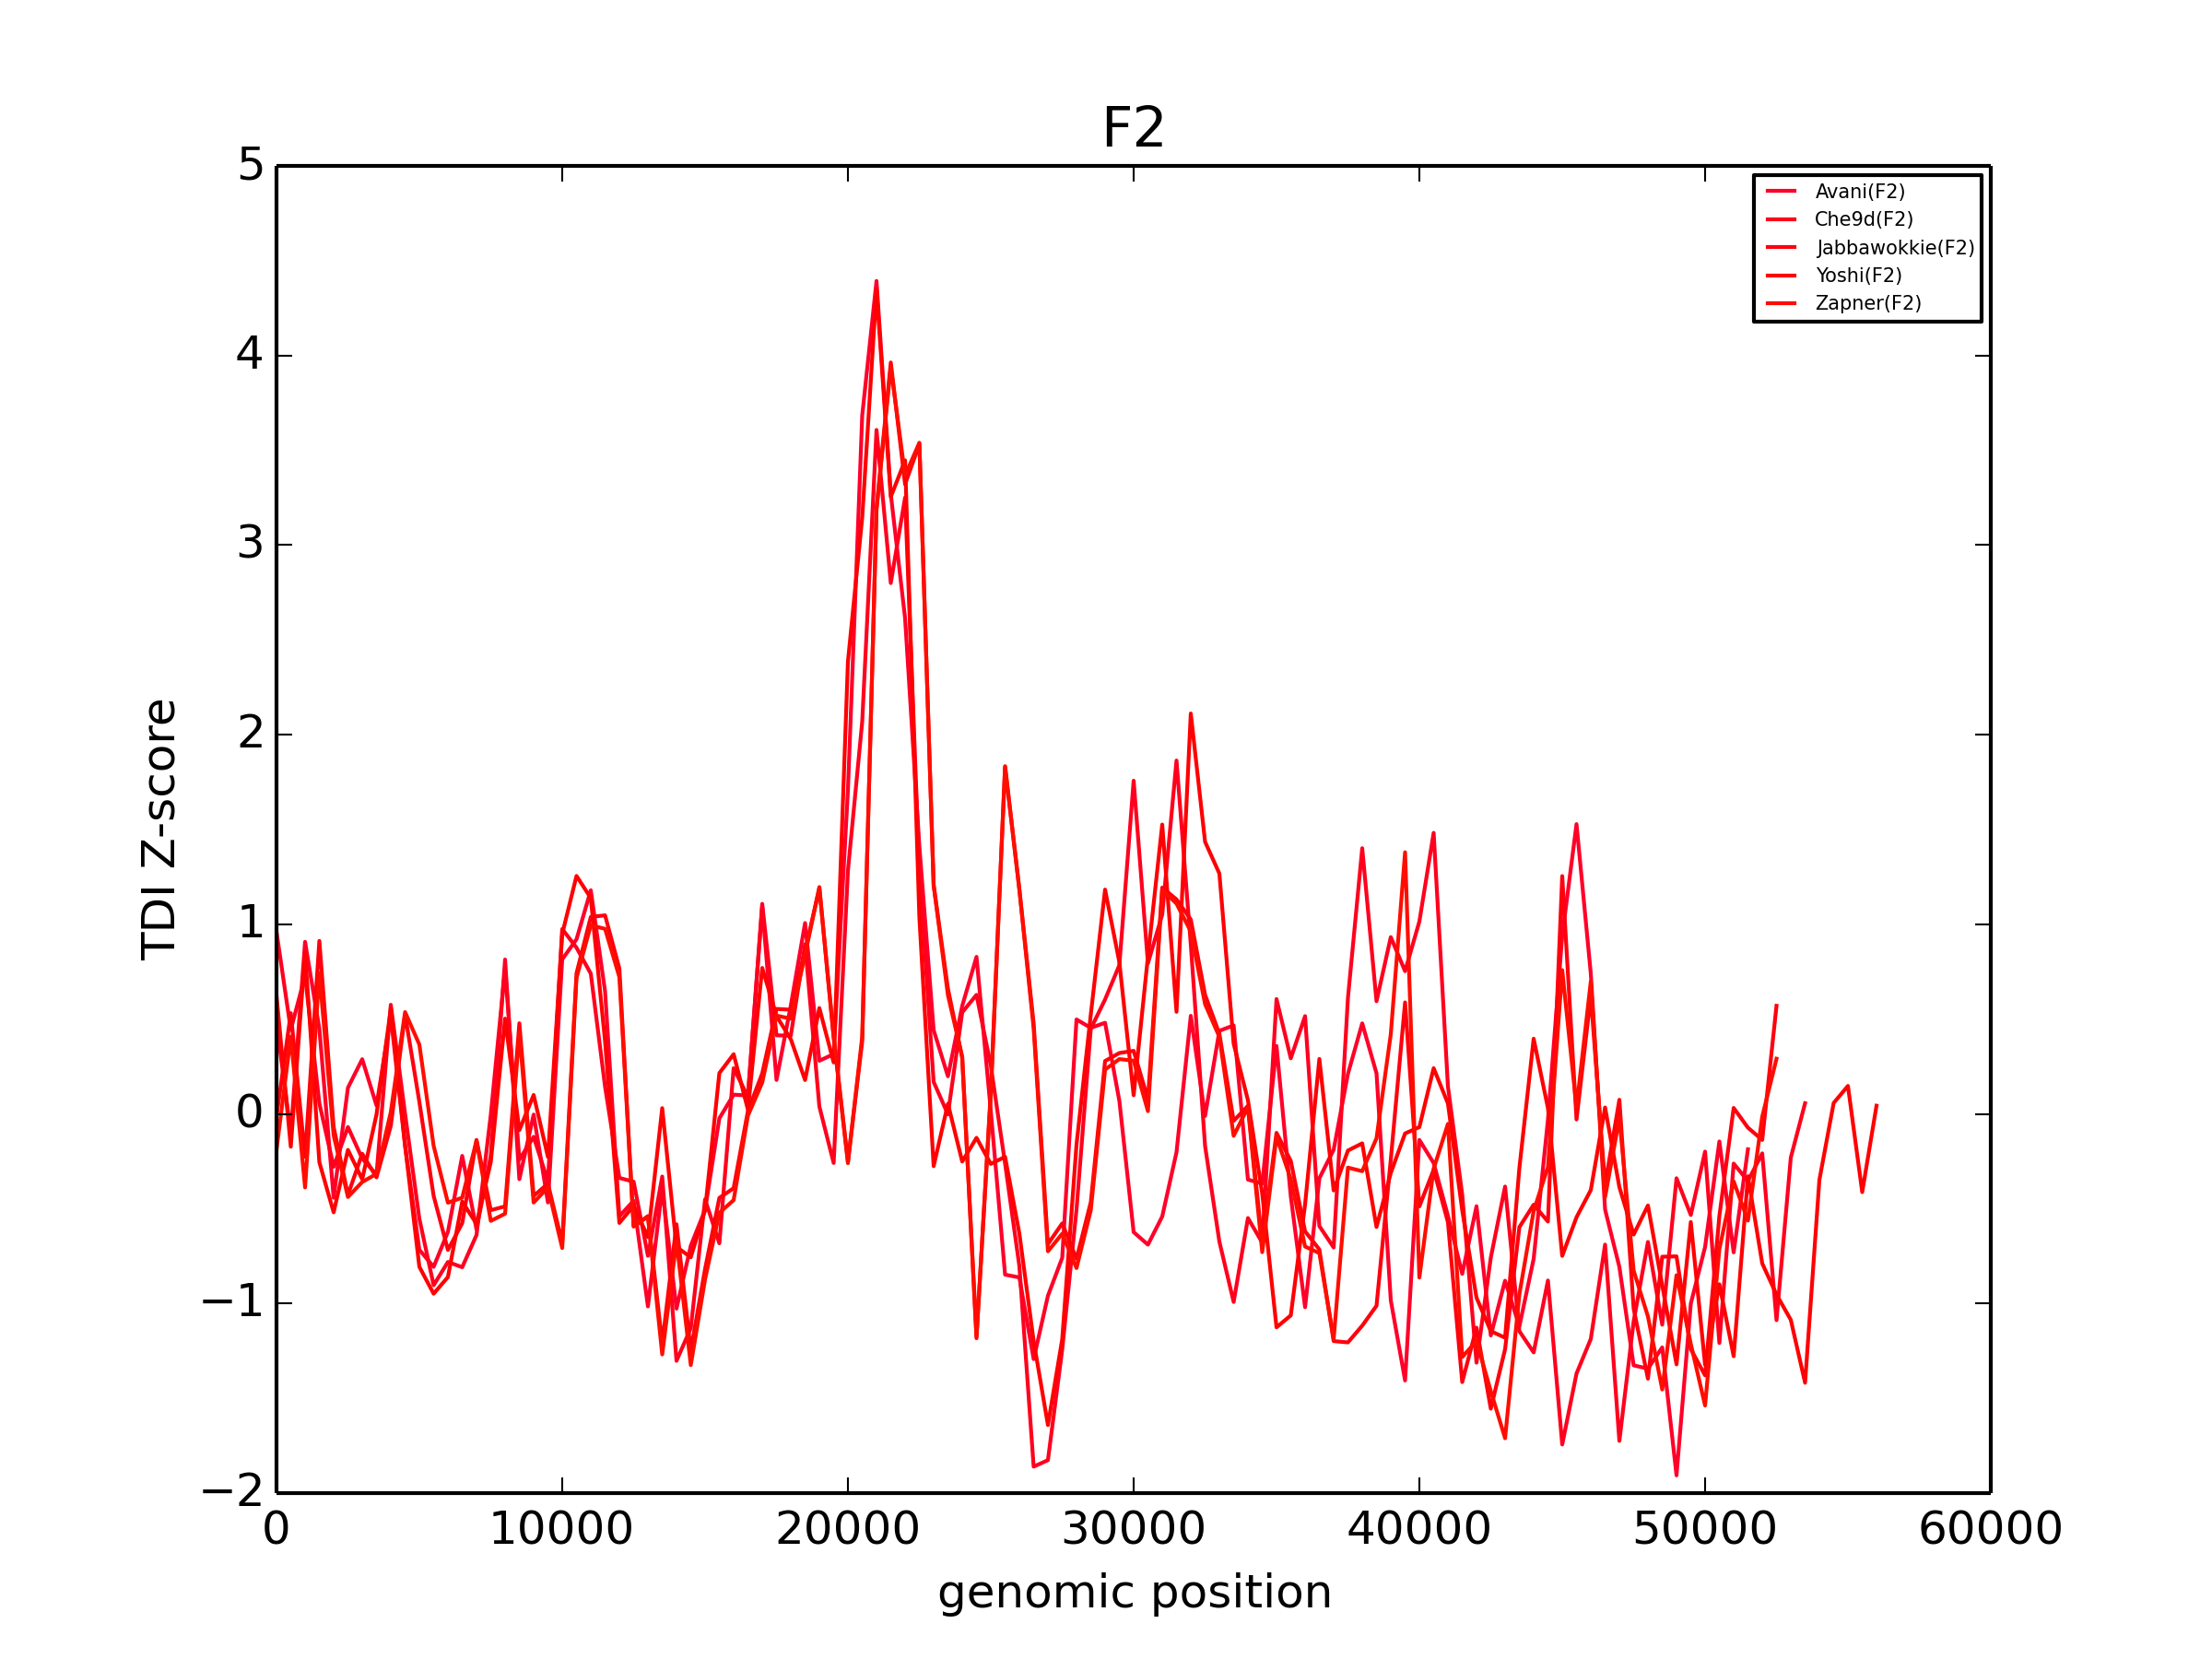 F2
5
4
3
2
1
0
−1
−2
TDI Z-score
Avani(F2)
Che9d(F2)
Jabbawokkie(F2)
Yoshi(F2)
Zapner(F2)
0 10000 20000 30000 40000 50000 60000
genomic position